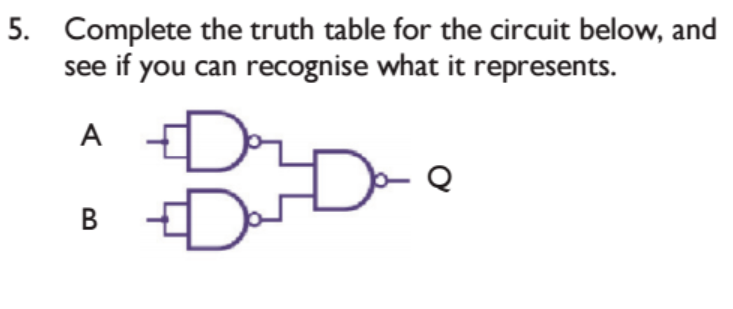 5. Complete the truth table for the circuit below, and
see if you can recognise what it represents.
A
Q
B